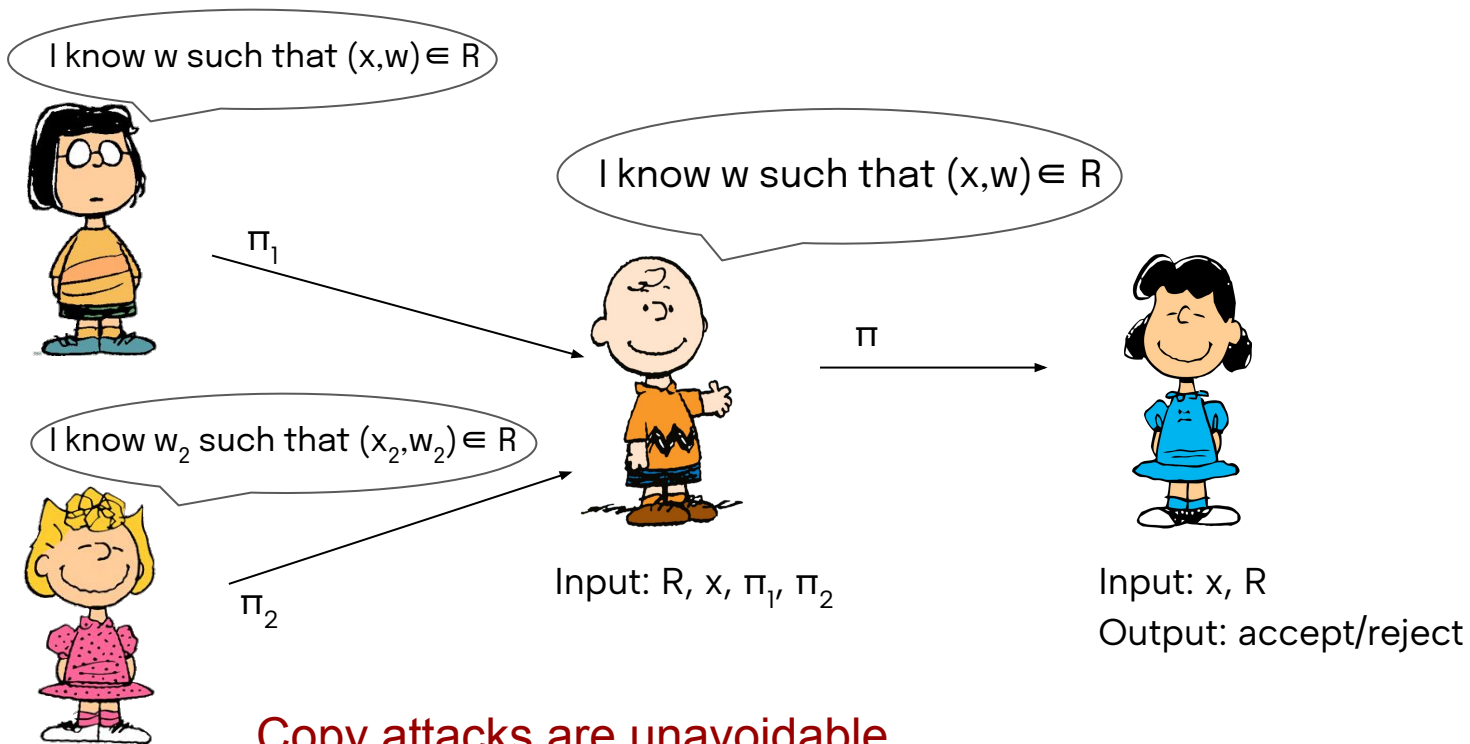 I know w such that (x,w)∈ R
I know w such that (x,w)∈ R
π₁
π
I know w₂ such that (x₂,w₂)∈ R
π₂
Input: R, x, π₁, π₂
Input: x, R
Output: accept/reject
Copy attacks are unavoidable